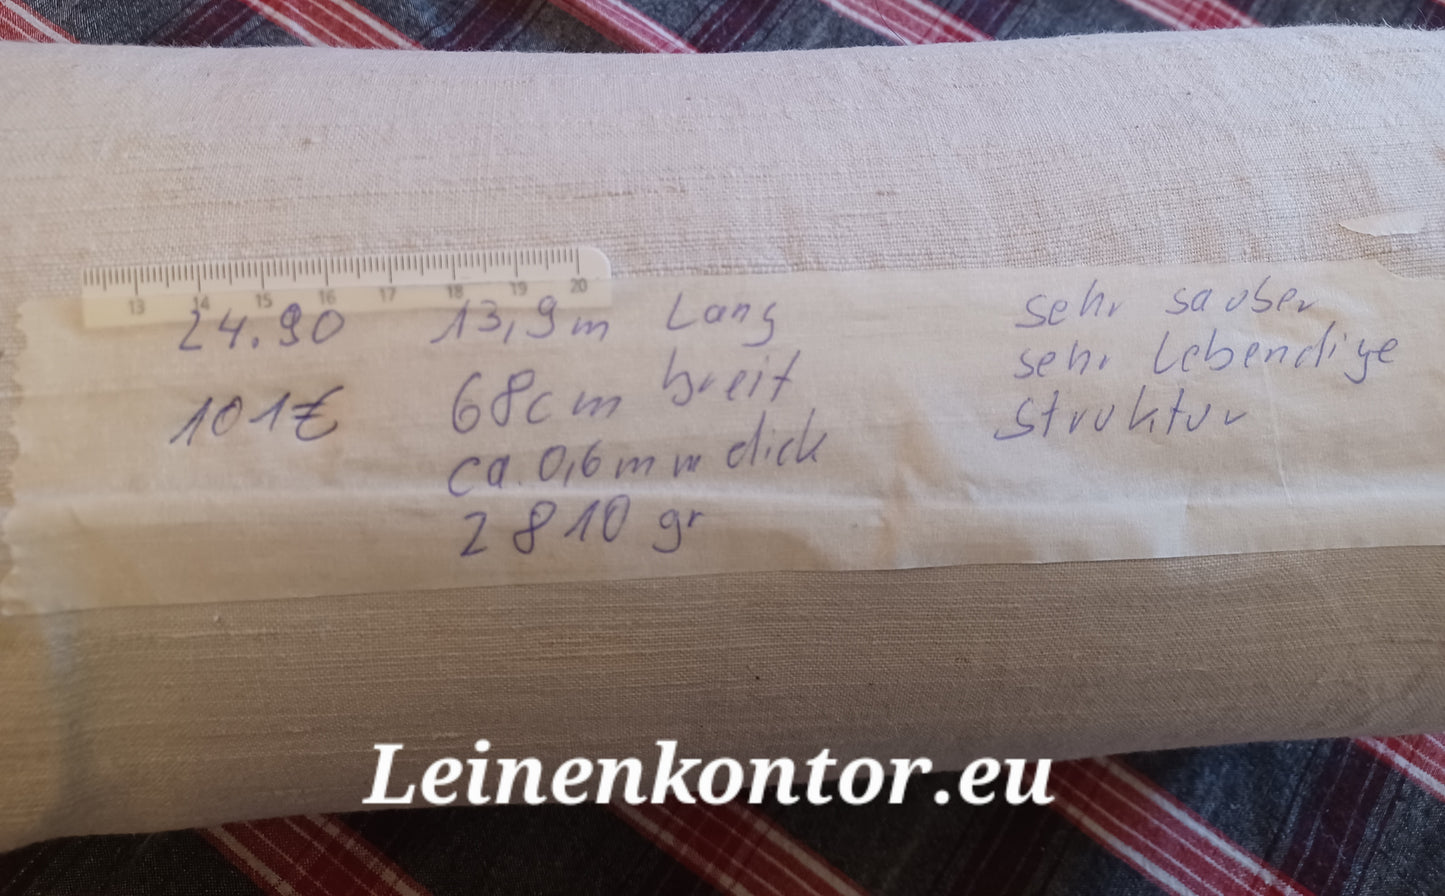 13 14 15 16 17 18 19 20
24.90 13,9m Lang
101€ 68cm breit
ca. 0,6mm dick
2810 gr
sehr sauber
sehr lebendige
struktur
Leinenkontor.eu